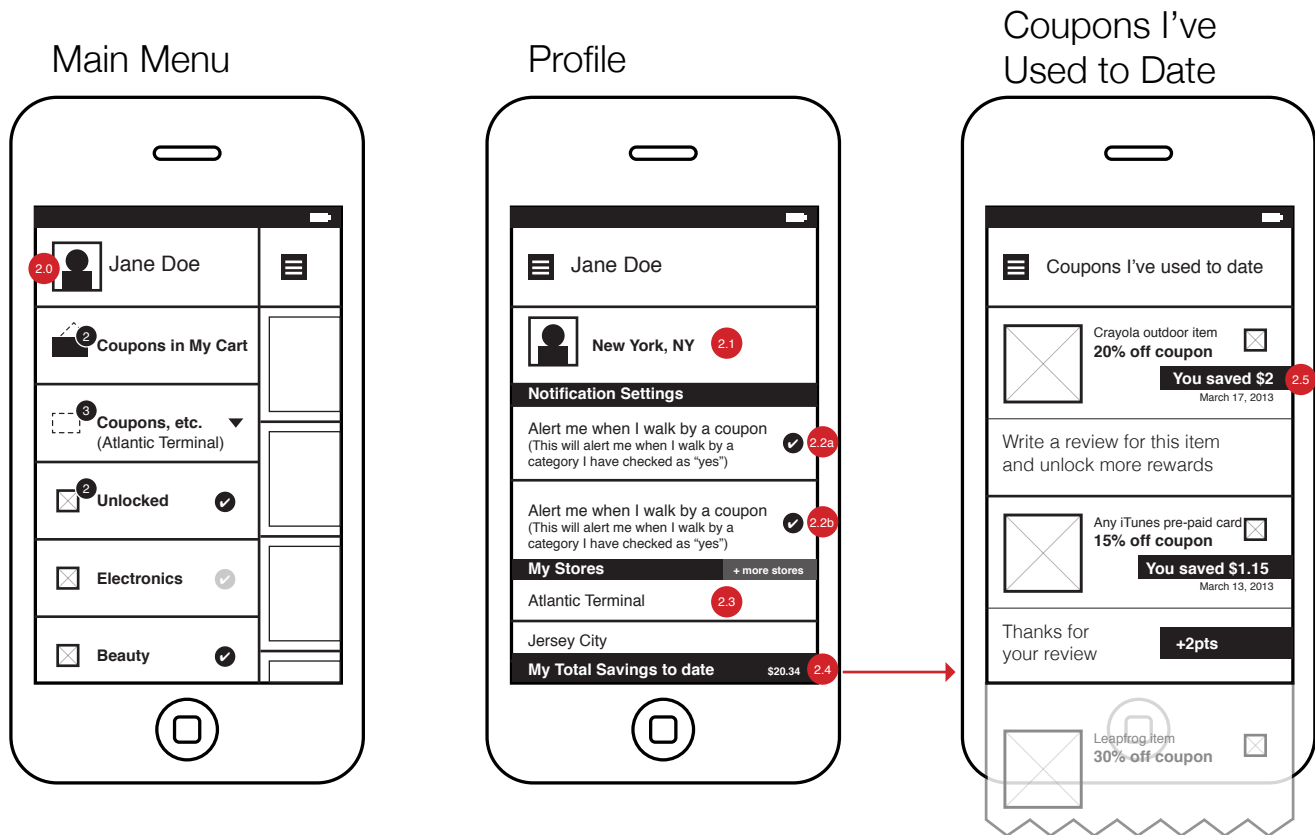 Main Menu
2.0
Jane Doe
2
Coupons in My Cart
3
Coupons, etc.
(Atlantic Terminal)
2
Unlocked
Electronics
Beauty
Profile
Jane Doe
New York, NY
2.1
Notification Settings
Alert me when I walk by a coupon
(This will alert me when I walk by a
category I have checked as “yes”)
2.2a
Alert me when I walk by a coupon
(This will alert me when I walk by a
category I have checked as “yes”)
2.2b
My Stores
+ more stores
Atlantic Terminal
2.3
Jersey City
My Total Savings to date
$20.34
2.4
Coupons I’ve
Used to Date
Coupons I’ve used to date
Crayola outdoor item
20% off coupon
You saved $2
2.5
March 17, 2013
Write a review for this item
and unlock more rewards
Any iTunes pre-paid card
15% off coupon
You saved $1.15
March 13, 2013
Thanks for
your review
+2pts
Leapfrog item
30% off coupon